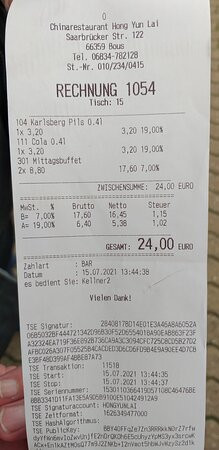 0
Chinarestaurant Hong Yun Lai
Saarbrücker Str. 122
66359 Bous
Tel. 06834-782128
St.-Nr. 010/234/0415
RECHNUNG 1054
Tisch: 15
104 Karlsberg Pils 0.4l
1x 3,20 3,20 19,00%
111 Cola 0.4l
1x 3,20 3,20 19,00%
301 Mittagsbuffet
2x 8,80 17,60 7,00%
ZWISCHENSUMME: 24,00 EURO
MwSt. % Brutto Netto Steuer
B= 7,00% 17,60 16,45 1,15
A= 19,00% 6,40 5,38 1,02
GESAMT: 24,00 EURO
Zahlart : BAR
15.07.2021 13:44:38
es bedient Sie: Kellner2
Vielen Dank!
TSE Signatur:
TSE Transaktion: 11518
TSE Start: 15.07.2021 13:44:37
TSE Stop: 15.07.2021 13:44:35
TSE Seriennummer:
TSE Signaturzaehler:
TSE Signaturalgorithmus:
TSE Zeitformat:
TSE Hashalgorithmus:
TSE PublicKey: